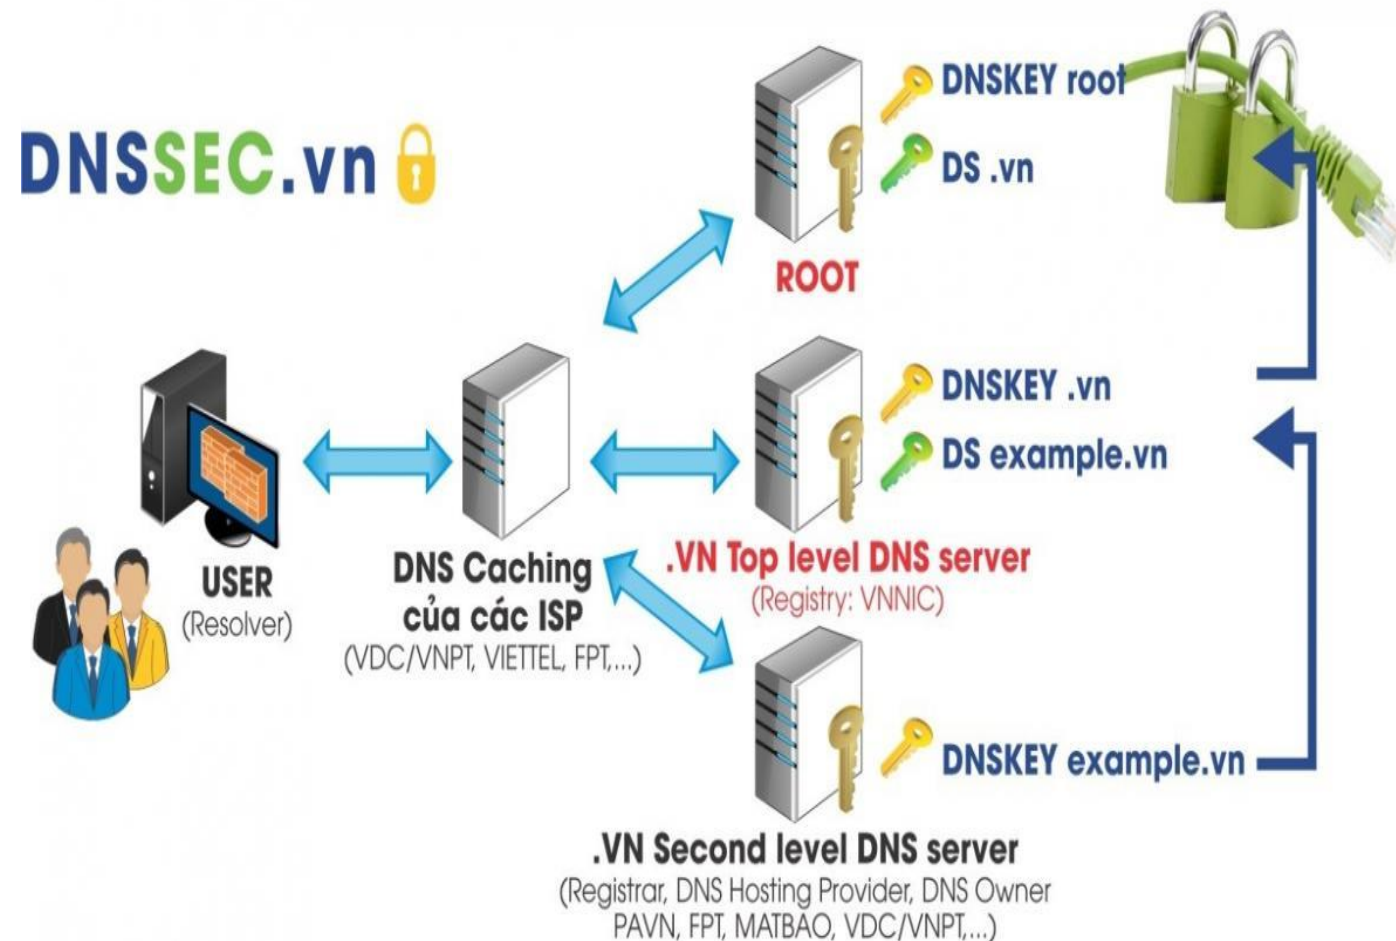 DNSSEC.vn
DNSKEY root
DS .vn
ROOT
DNSKEY .vn
DS example.vn
.VN Top level DNS server
(Registry: VNNIC)
USER
(Resolver)
DNS Caching
của các ISP
(VDC/VNPT, VIETTEL, FPT,...)
DNSKEY example.vn
.VN Second level DNS server
(Registrar, DNS Hosting Provider, DNS Owner
PAVN, FPT, MATBAO, VDC/VNPT,...)